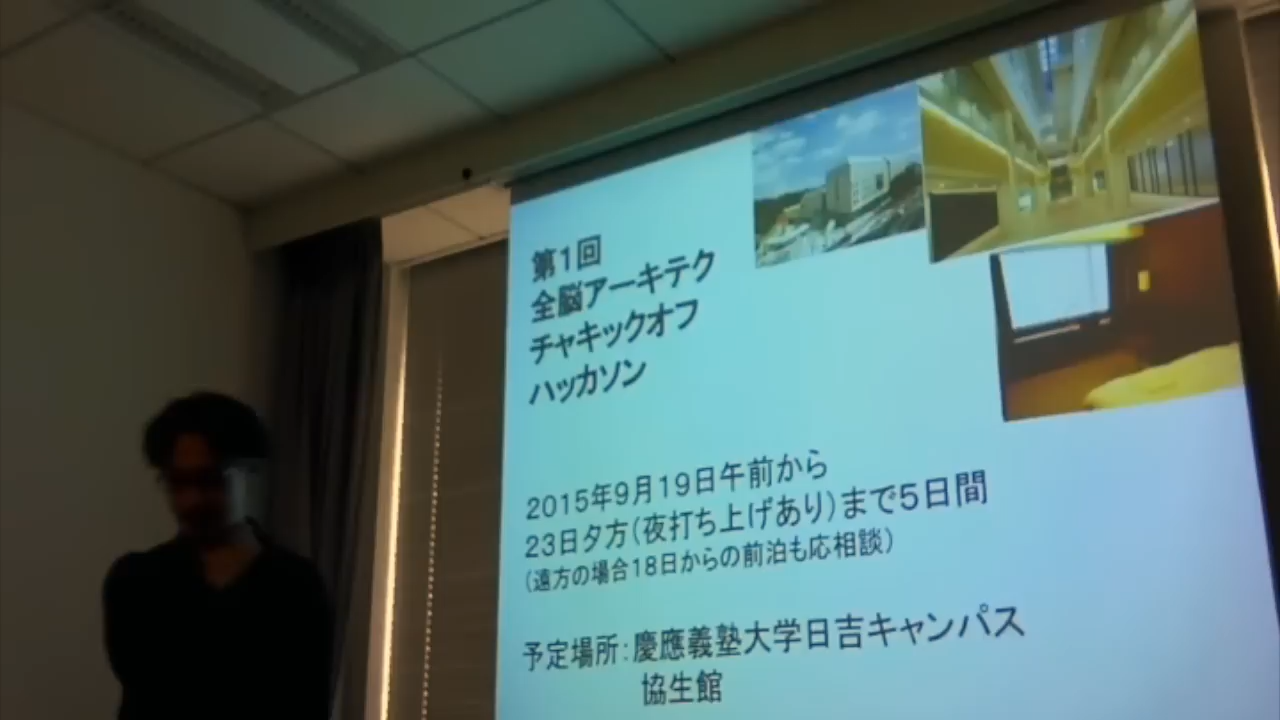 第1回
全脳アーキテク
チャキックオフ
ハッカソン
2015年9月19日午前から
23日夕方(夜打ち上げあり)まで5日間
(遠方の場合18日からの前泊も応相談)
予定場所:慶應義塾大学日吉キャンパス
協生館